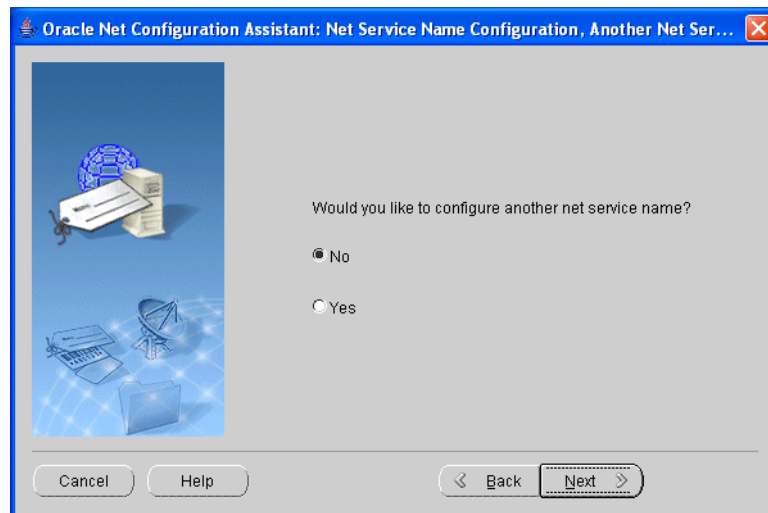 Oracle Net Configuration Assistant: Net Service Name Configuration, Another Net Ser...
Would you like to configure another net service name?
No
Yes
Cancel
Help
Back
Next